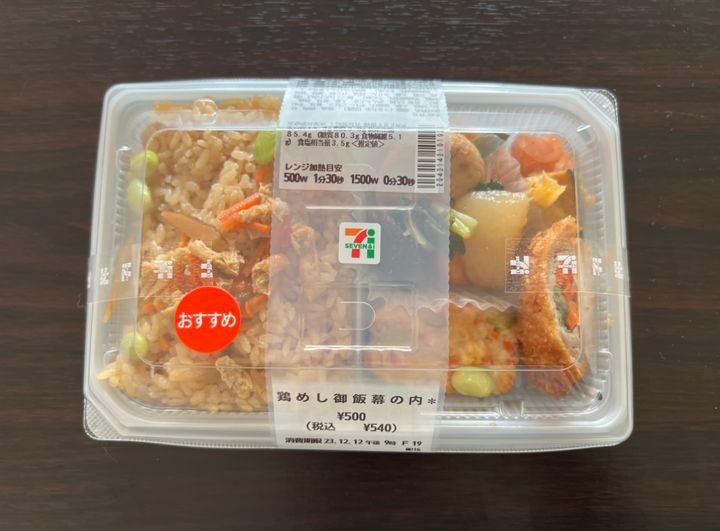 85.4g（糖質80.3g食物繊維5.1
g）食塩相当量3.5g＜推定値＞
レンジ加熱目安
500W 1分30秒 1500W 0分30秒
SEVEN&i
おすすめ
鶏めし御飯幕の内*
¥500
(税込 ¥540)
消費期限 23.12.12 午後 9時 F 19